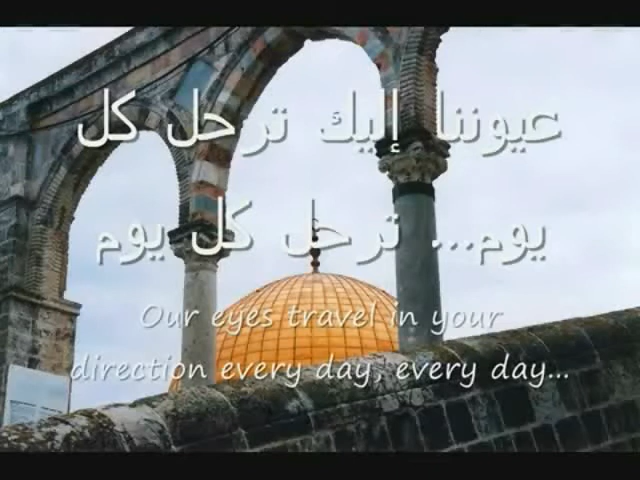 عيوننا إليك ترحل كل
يوم... ترحل كل يوم
Our eyes travel in your
direction every day, every day...